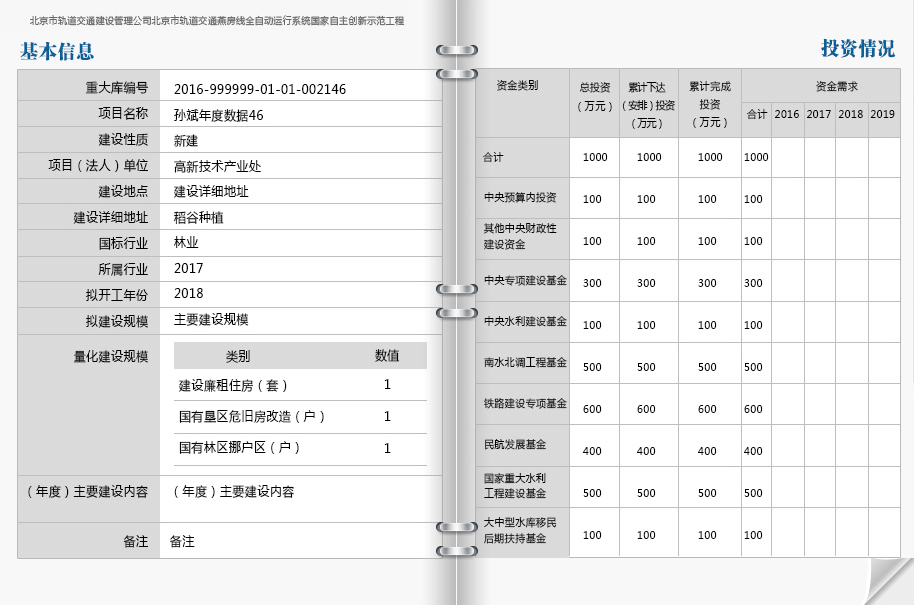 北京市轨道交通建设管理公司北京市轨道交通燕房线全自动运行系统国家自主创新示范工程
基本信息
重大库编号 2016-999999-01-01-002146
项目名称 孙斌年度数据46
建设性质 新建
项目（法人）单位 高新技术产业处
建设地点 建设详细地址
建设详细地址 稻谷种植
国标行业 林业
所属行业 2017
拟开工年份 2018
拟建设规模 主要建设规模
量化建设规模 类别 数值
建设廉租住房（套） 1
国有垦区危旧房改造（户） 1
国有林区挪户区（户） 1
（年度）主要建设内容 （年度）主要建设内容
备注 备注
投资情况
资金类别 总投资（万元） 累计下达（安排）投资（万元） 累计完成投资（万元） 资金需求
合计 2016 2017 2018 2019
合计 1000 1000 1000 1000
中央预算内投资 100 100 100 100
其他中央财政性
建设资金 100 100 100 100
中央专项建设基金 300 300 300 300
中央水利建设基金 100 100 100 100
南水北调工程基金 500 500 500 500
铁路建设专项基金 600 600 600 600
民航发展基金 400 400 400 400
国家重大水利
工程建设基金 500 500 500 500
大中型水库移民
后期扶持基金 100 100 100 100